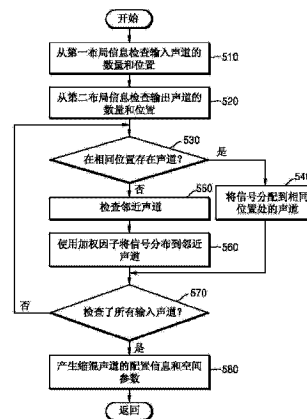 开始
从第一布局信息检查输入声道的
数量和位置
510
从第二布局信息检查输出声道的
数量和位置
520
530
在相同位置存在声道?
是
否
540
将信号分配到相同
位置处的声道
550
检查邻近声道
使用加权因子将信号分布到邻近
声道
560
570
检查了所有输入声道?
否
是
产生缩混声道的配置信息和空间
参数
580
返回